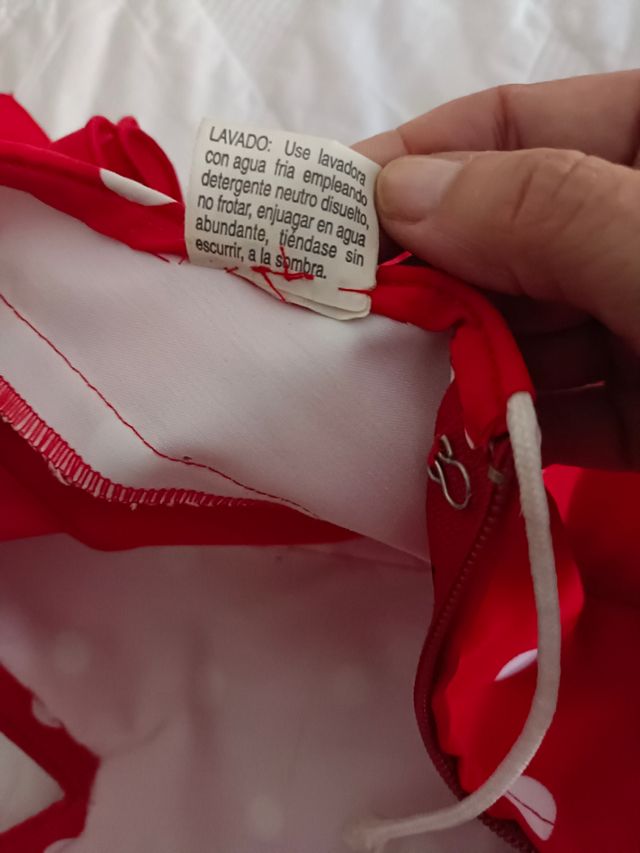 LAVADO: Use lavadora
con agua fria empleando
detergente neutro disuelto,
no frotar, enjuagar en agua
abundante, tiéndase sin
escurrir, a la sombra.